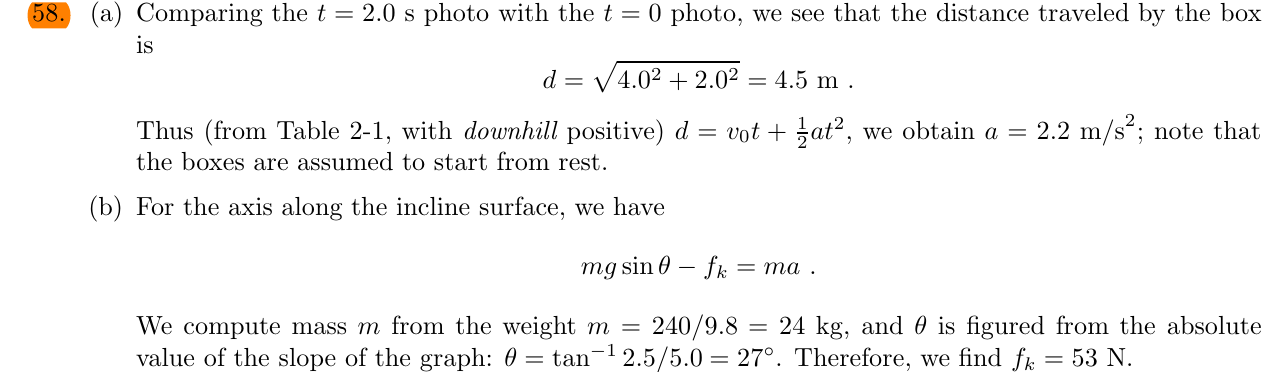 58. (a) Comparing the t = 2.0 s photo with the t = 0 photo, we see that the distance traveled by the box
is
d = √4.0² + 2.0² = 4.5 m .
Thus (from Table 2-1, with downhill positive) d = v₀t + ½at², we obtain a = 2.2 m/s²; note that
the boxes are assumed to start from rest.
(b) For the axis along the incline surface, we have
mg sin θ − fₖ = ma .
We compute mass m from the weight m = 240/9.8 = 24 kg, and θ is figured from the absolute
value of the slope of the graph: θ = tan⁻¹ 2.5/5.0 = 27°. Therefore, we find fₖ = 53 N.